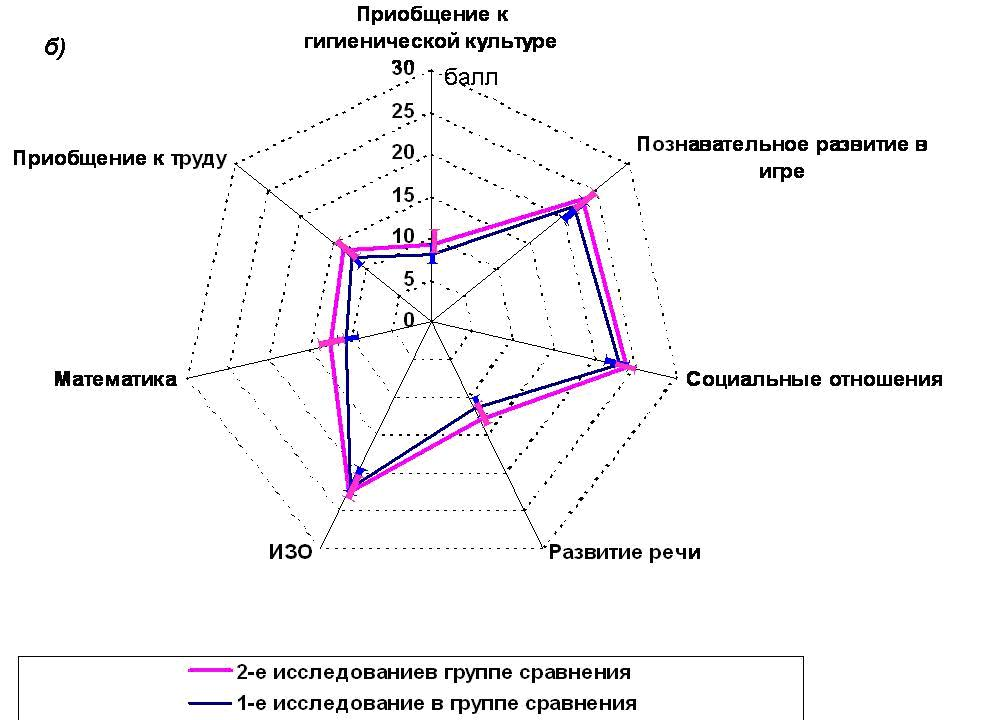 Приобщение к
гигиенической культуре
б)
30
балл
25
20
15
10
5
0
Познавательное развитие в
игре
Приобщение к труду
Математика
Социальные отношения
ИЗО
Развитие речи
2-е исследованиев группе сравнения
1-е исследование в группе сравнения